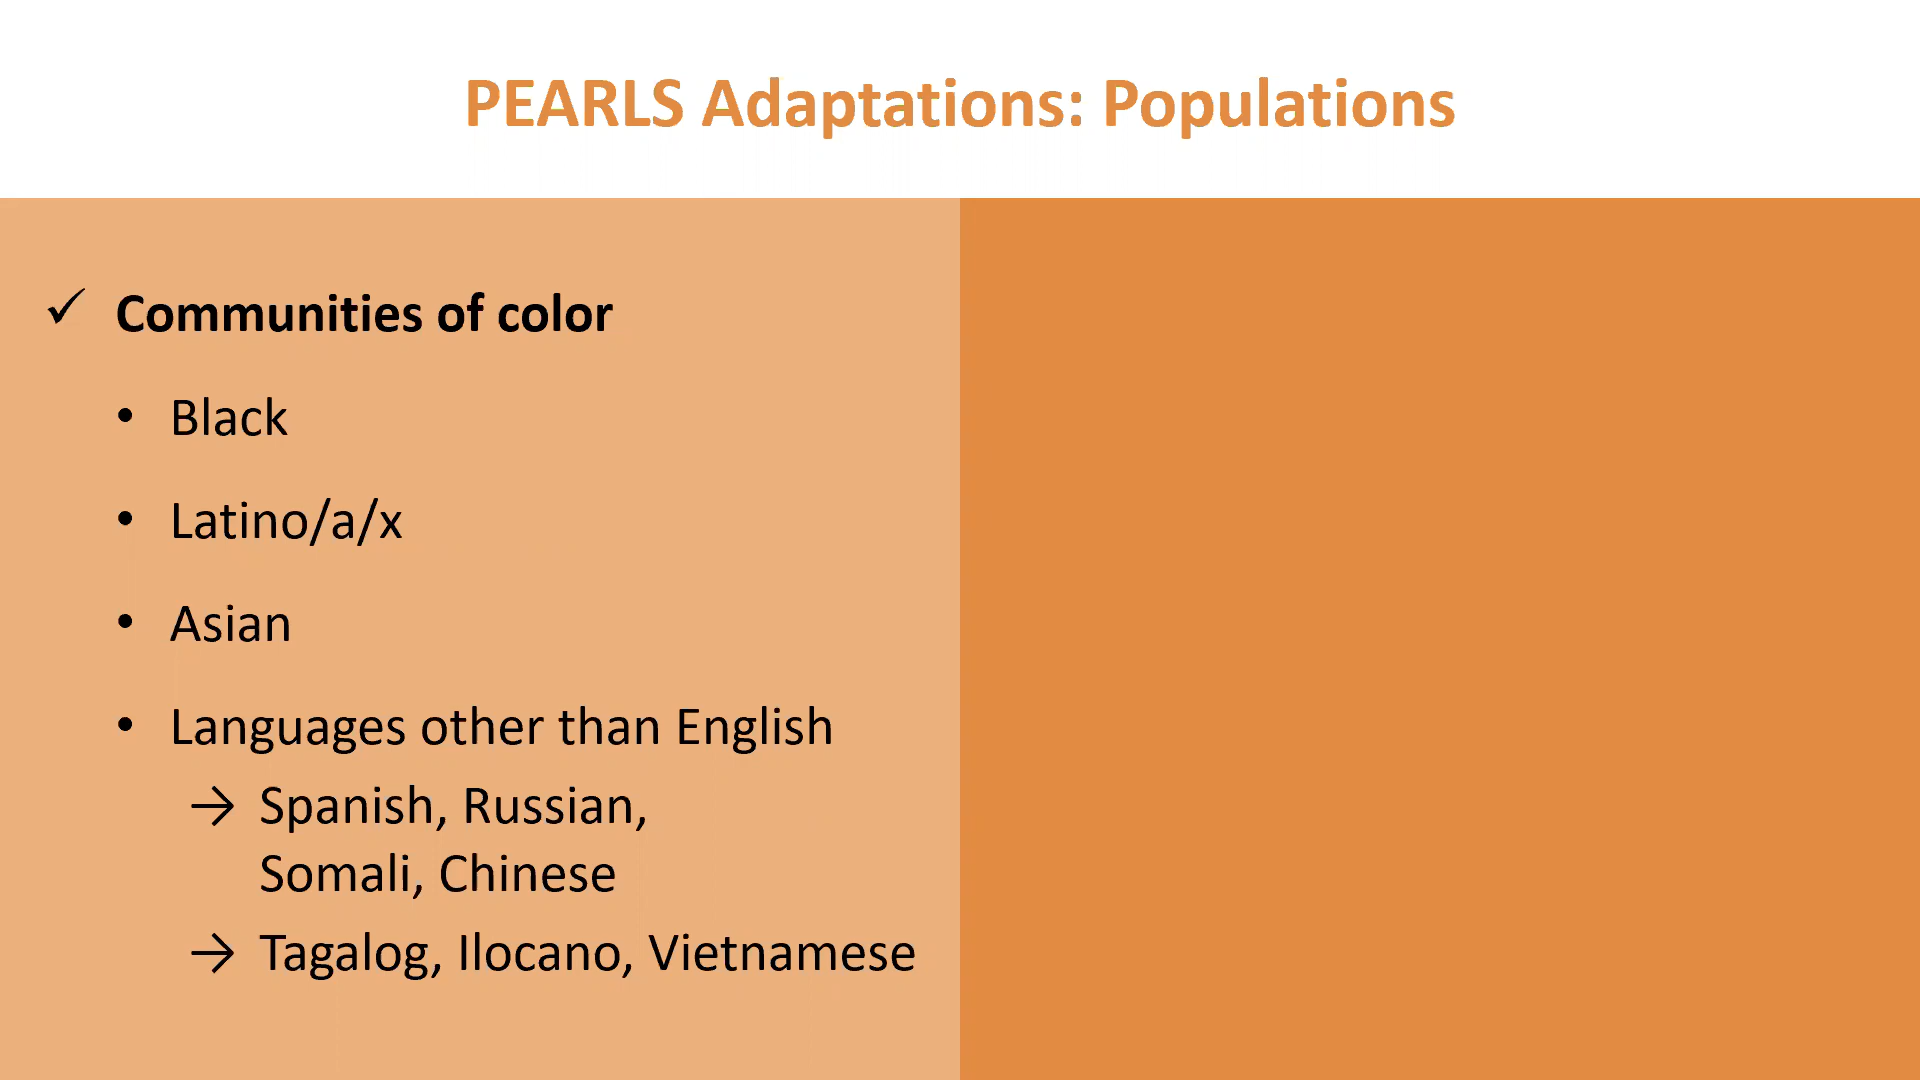 PEARLS Adaptations: Populations
✓ Communities of color
• Black
• Latino/a/x
• Asian
• Languages other than English
→ Spanish, Russian,
Somali, Chinese
→ Tagalog, Ilocano, Vietnamese